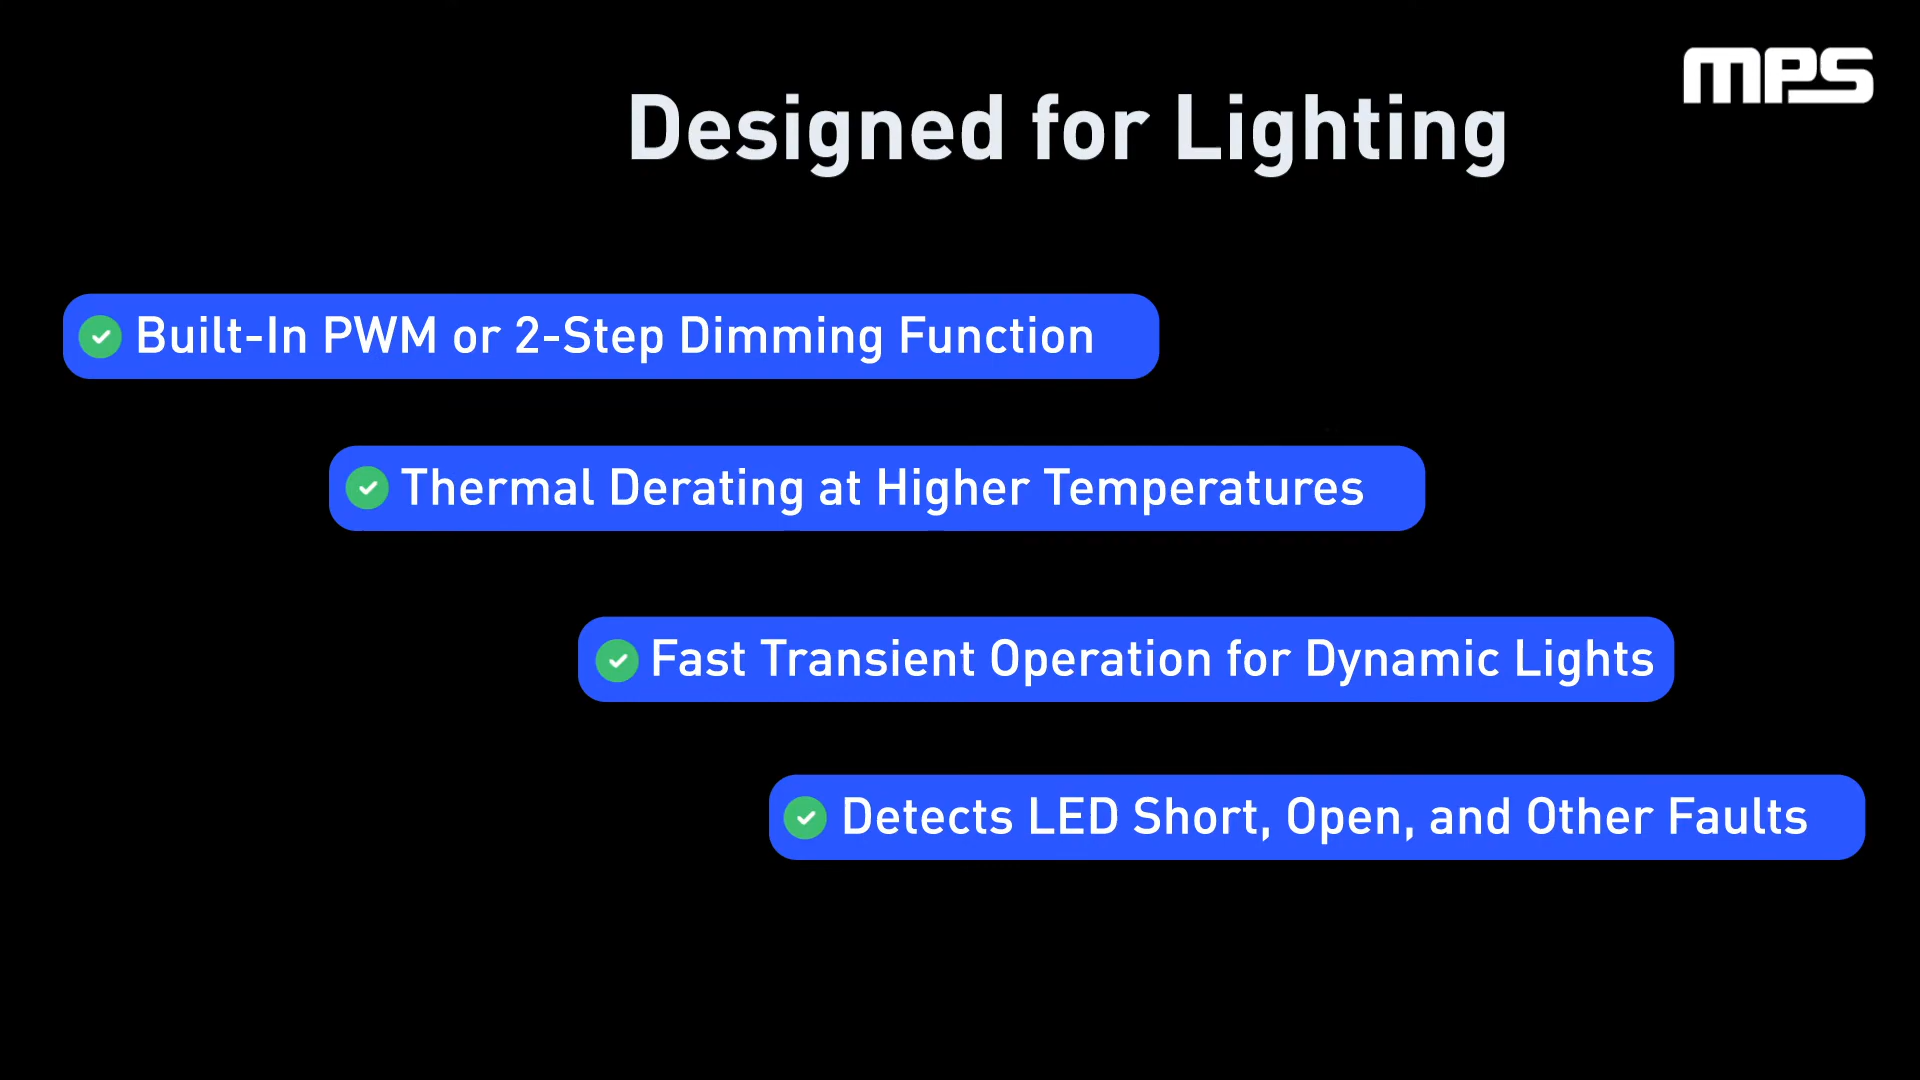 MPS
Designed for Lighting
Built-In PWM or 2-Step Dimming Function
Thermal Derating at Higher Temperatures
Fast Transient Operation for Dynamic Lights
Detects LED Short, Open, and Other Faults